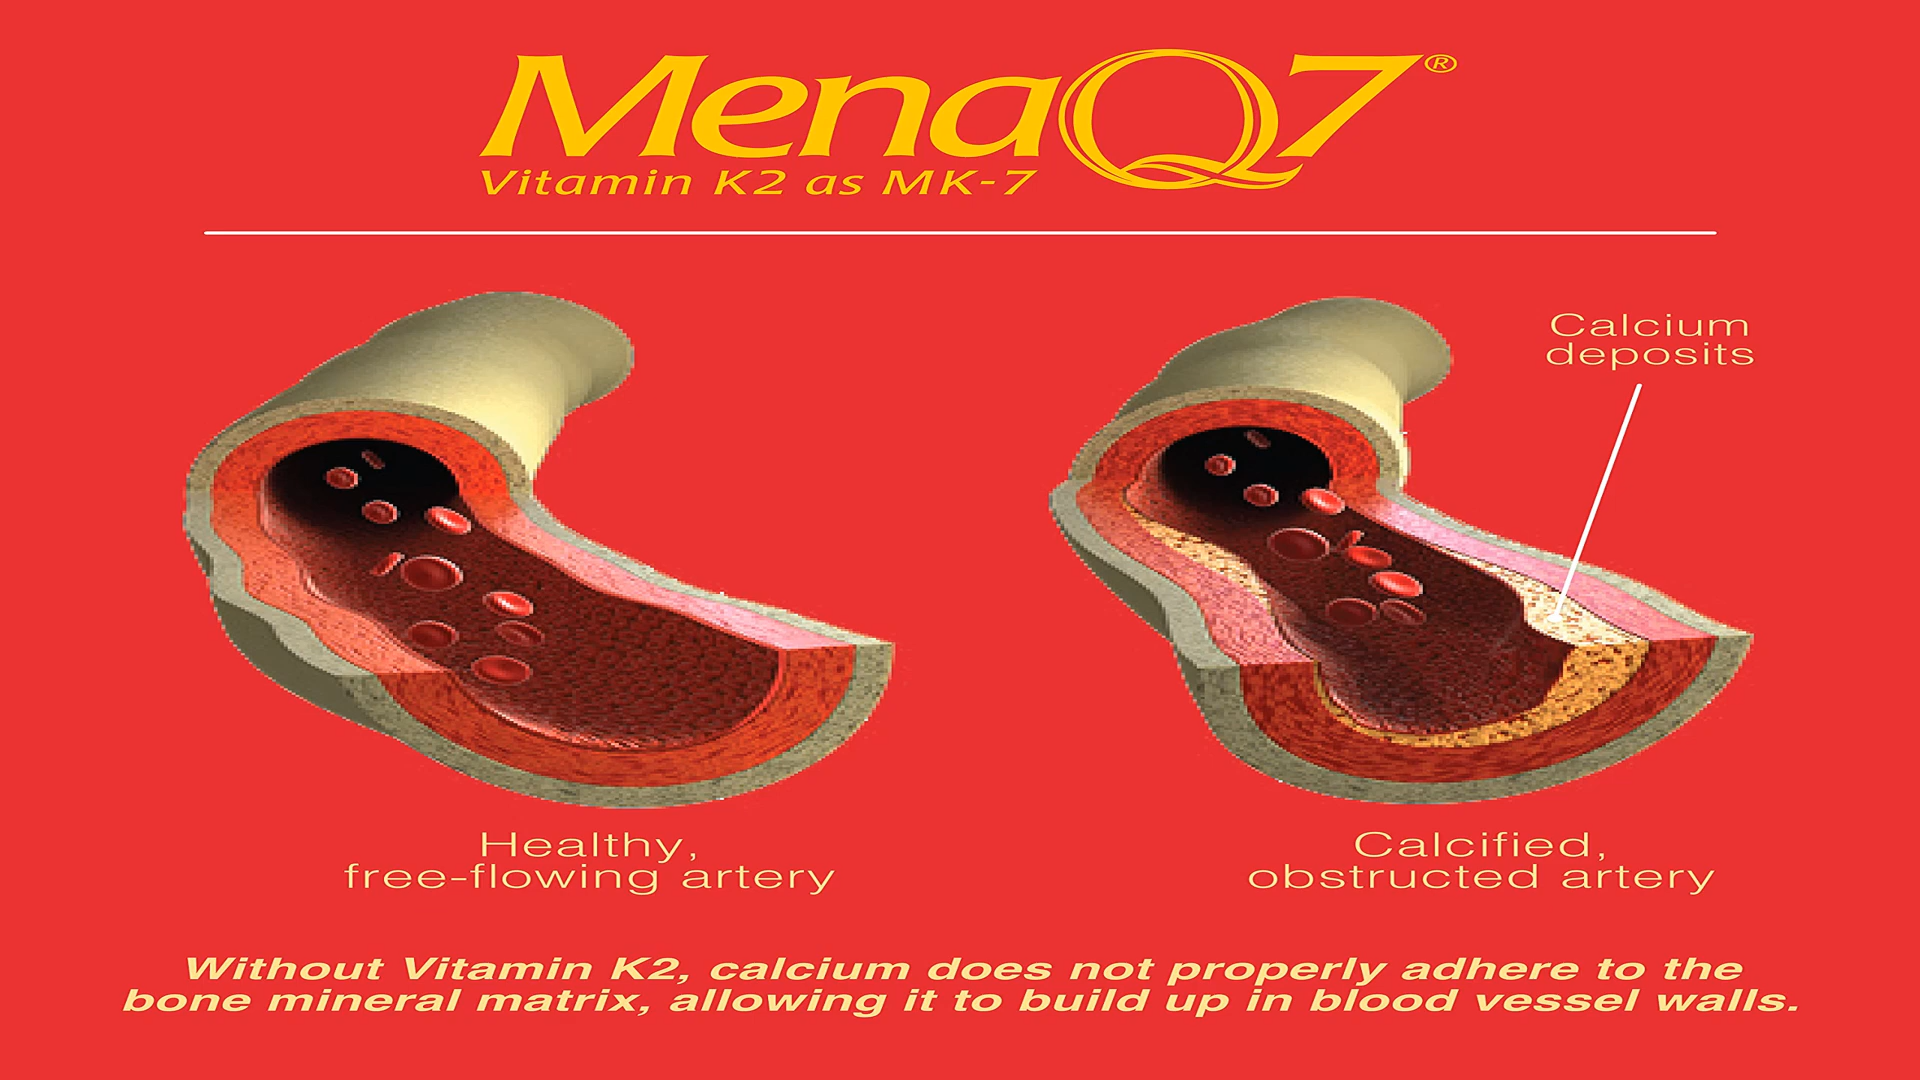 MenaQ7®
Vitamin K2 as MK-7
Calcium
deposits
Healthy,
free-flowing artery
Calcified,
obstructed artery
Without Vitamin K2, calcium does not properly adhere to the
bone mineral matrix, allowing it to build up in blood vessel walls.